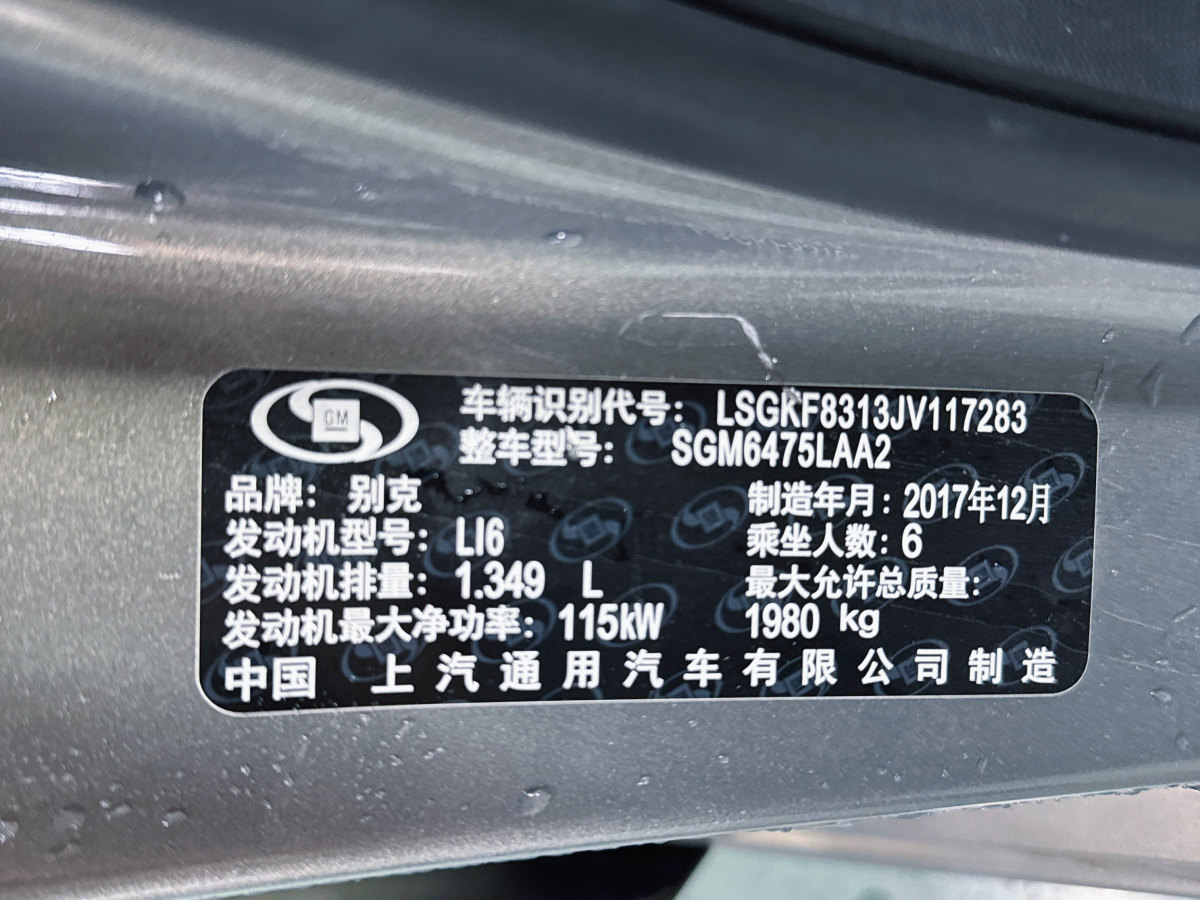 GM
车辆识别代号: LSGKF8313JV117283
整车型号: SGM6475LAA2
品牌: 别克
制造年月: 2017年12月
发动机型号: LI6
乘坐人数: 6
发动机排量: 1.349 L
最大允许总质量:
发动机最大净功率: 115kW
1980 kg
中国 上汽通用汽车有限公司制造